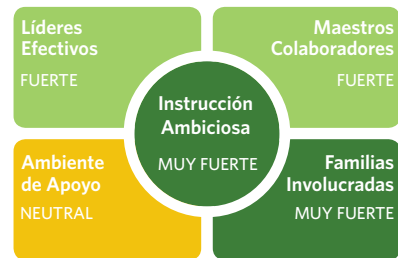 Líderes
Efectivos
FUERTE
Maestros
Colaboradores
FUERTE
Instrucción
Ambiciosa
MUY FUERTE
Ambiente
de Apoyo
NEUTRAL
Familias
Involucradas
MUY FUERTE